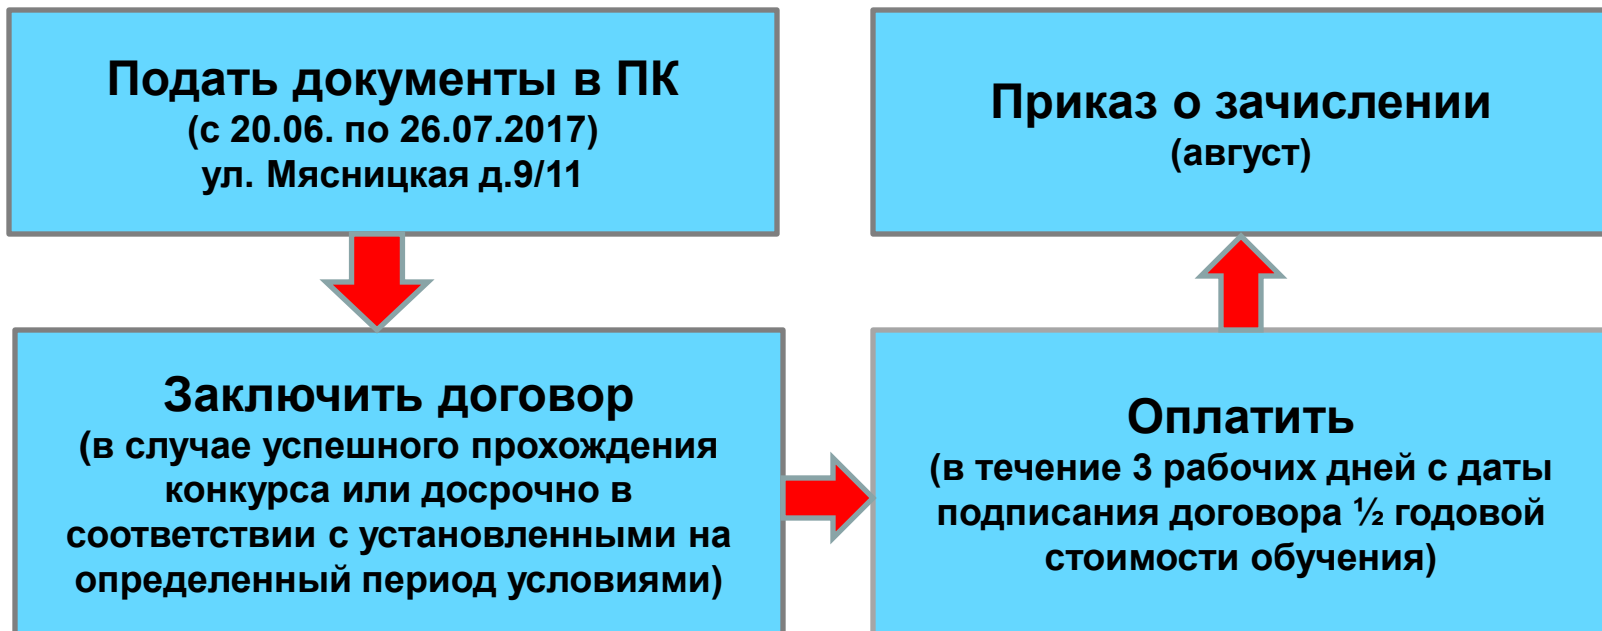 Подать документы в ПК
(с 20.06. по 26.07.2017)
ул. Мясницкая д.9/11
Заключить договор
(в случае успешного прохождения
конкурса или досрочно в
соответствии с установленными на
определенный период условиями)
Оплатить
(в течение 3 рабочих дней с даты
подписания договора ½ годовой
стоимости обучения)
Приказ о зачислении
(август)